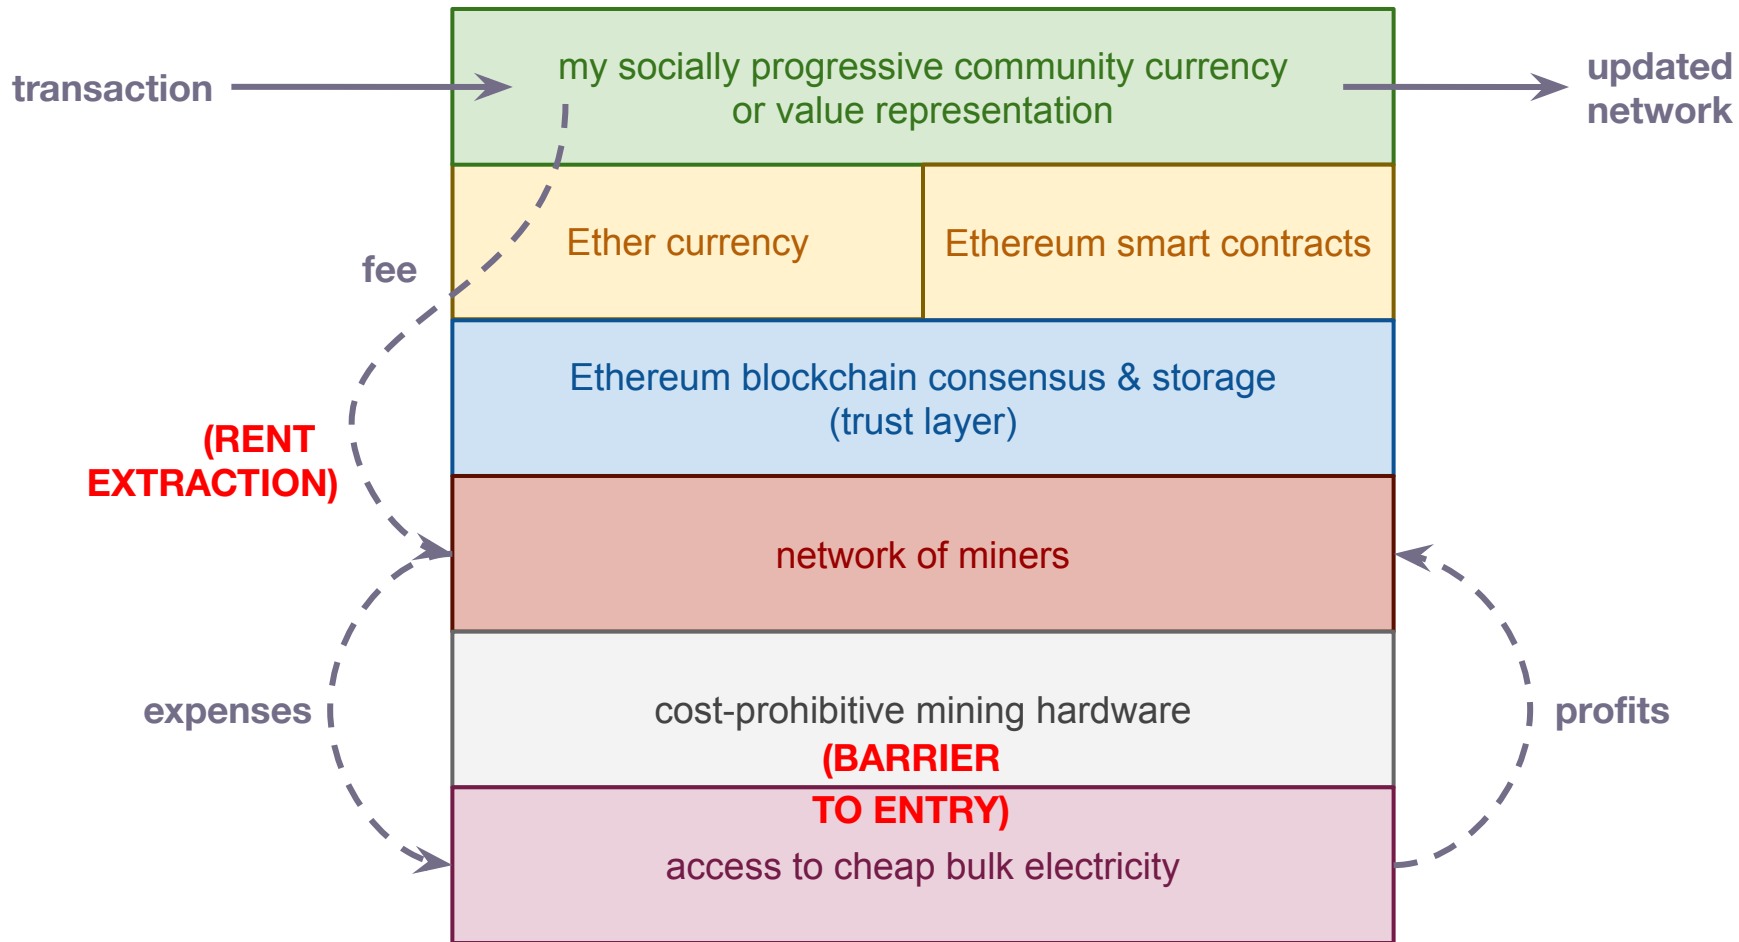 my socially progressive community currency
or value representation
transaction
updated
network
Ether currency
Ethereum smart contracts
fee
Ethereum blockchain consensus & storage
(trust layer)
(RENT
EXTRACTION)
network of miners
expenses
cost-prohibitive mining hardware
profits
(BARRIER
TO ENTRY)
access to cheap bulk electricity